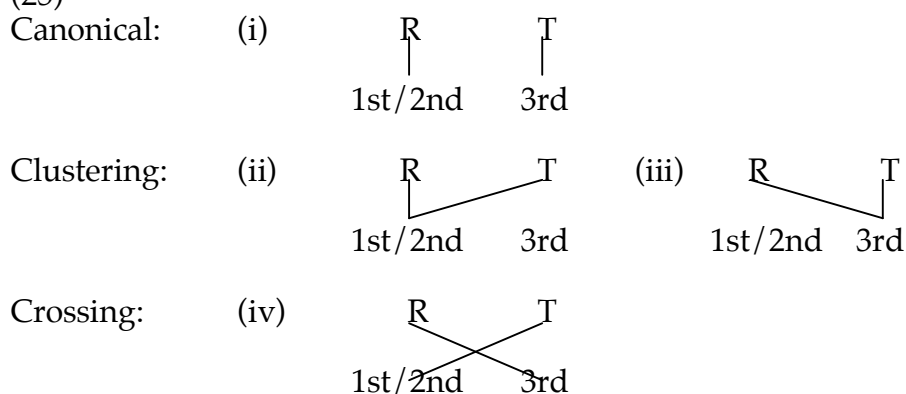 (25)
Canonical: (i) R T
1st/2nd 3rd
Clustering: (ii) R T (iii) R T
1st/2nd 3rd 1st/2nd 3rd
Crossing: (iv) R T
1st/2nd 3rd